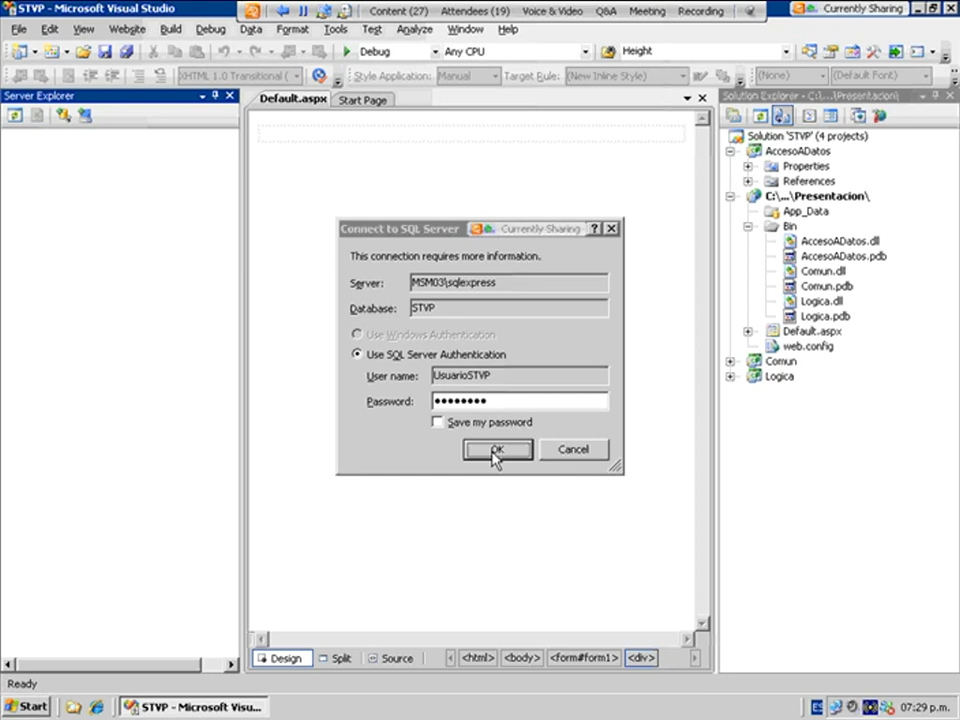 STVP - Microsoft Visual Studio
Content (27) Attendees (19) Voice & Video Q&A Meeting Recording
Currently Sharing
File Edit View Website Build Debug Data Format Tools Test Analyze Window Help
Debug Any CPU Height
XHTML 1.0 Transitional ( Style Application: Manual Target Rule: (New Inline Style) (None) (Default Font)
Server Explorer
Default.aspx Start Page
Solution Explorer - C:\...\Presentacion\
Solution 'STVP' (4 projects)
AccesoADatos
Properties
References
C:\...\Presentacion\
App_Data
Bin
AccesoADatos.dll
AccesoADatos.pdb
Comun.dll
Comun.pdb
Logica.dll
Logica.pdb
Default.aspx
web.config
Comun
Logica
Connect to SQL Server Currently Sharing
This connection requires more information.
Server: MSM03\sqlexpress
Database: STVP
Use Windows Authentication
Use SQL Server Authentication
User name: UsuarioSTVP
Password: ●●●●●●●●
Save my password
OK Cancel
Design Split Source <html> <body> <form#form1> <div>
Ready
Start STVP - Microsoft Visu... ES 07:29 p.m.